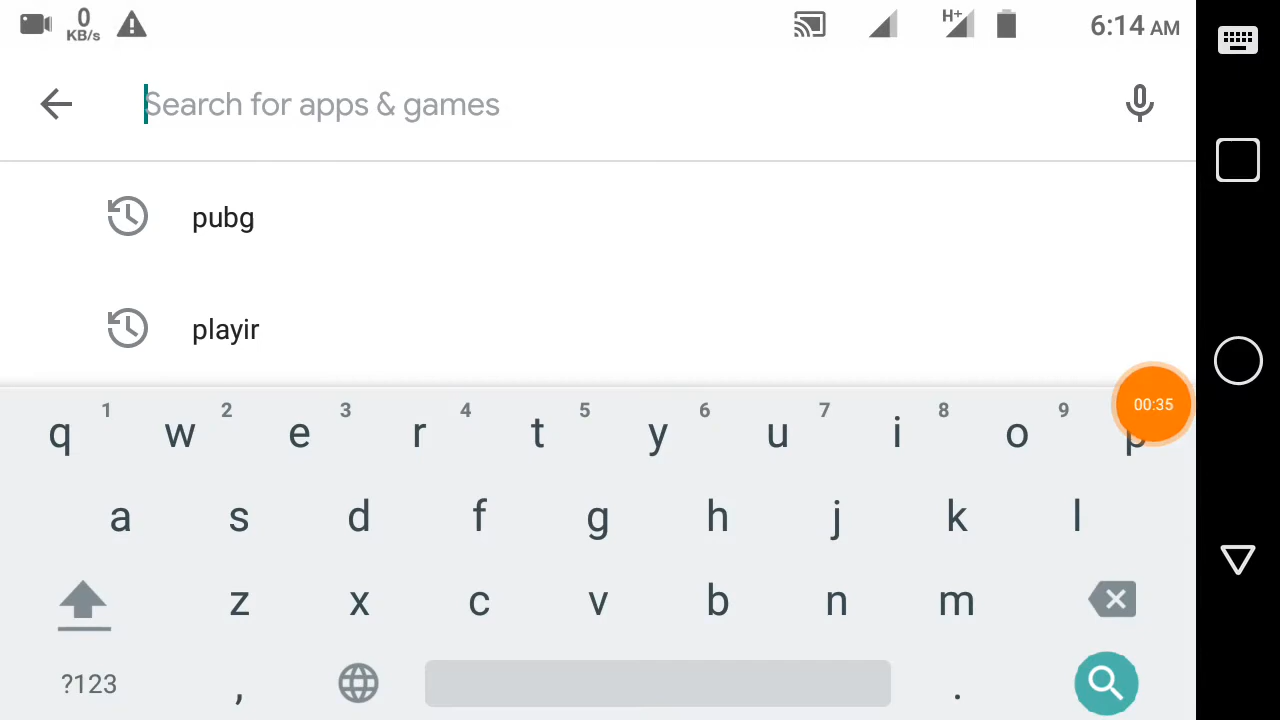 0
KB/s
H+
6:14 AM
Search for apps & games
pubg
playir
00:35
1 2 3 4 5 6 7 8 9
q w e r t y u i o p
a s d f g h j k l
z x c v b n m
?123 , .